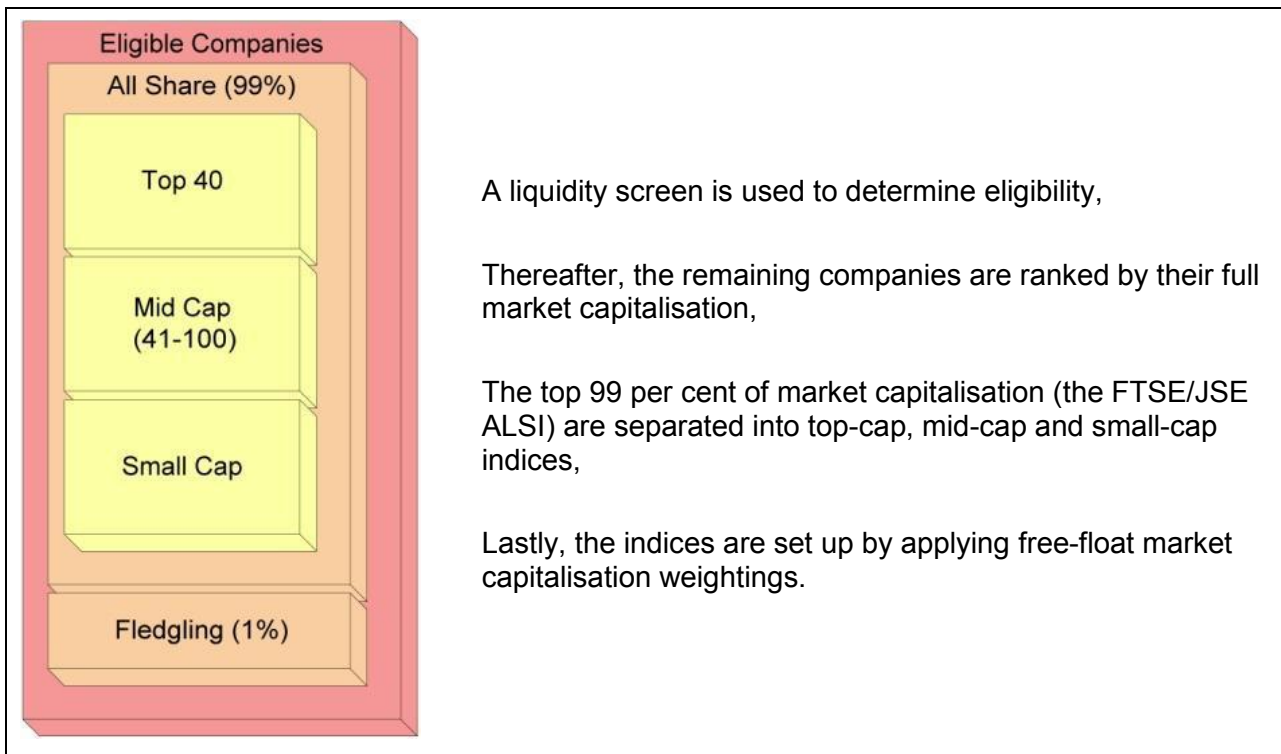 Eligible Companies
All Share (99%)
Top 40
Mid Cap
(41-100)
Small Cap
Fledgling (1%)
A liquidity screen is used to determine eligibility,
Thereafter, the remaining companies are ranked by their full
market capitalisation,
The top 99 per cent of market capitalisation (the FTSE/JSE
ALSI) are separated into top-cap, mid-cap and small-cap
indices,
Lastly, the indices are set up by applying free-float market
capitalisation weightings.